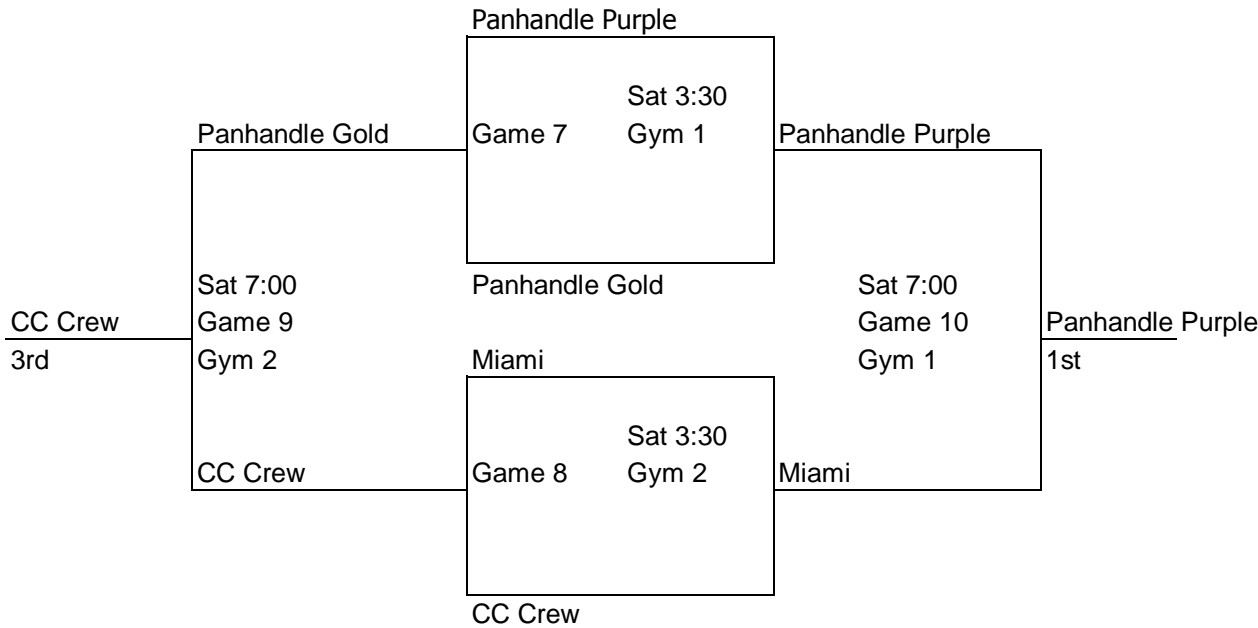 Panhandle Purple
Sat 3:30
Panhandle Gold Game 7 Gym 1 Panhandle Purple
Sat 7:00 Panhandle Gold Sat 7:00
CC Crew Game 9 Game 10 Panhandle Purple
3rd Gym 2 Miami Gym 1 1st
Sat 3:30
CC Crew Game 8 Gym 2 Miami
CC Crew